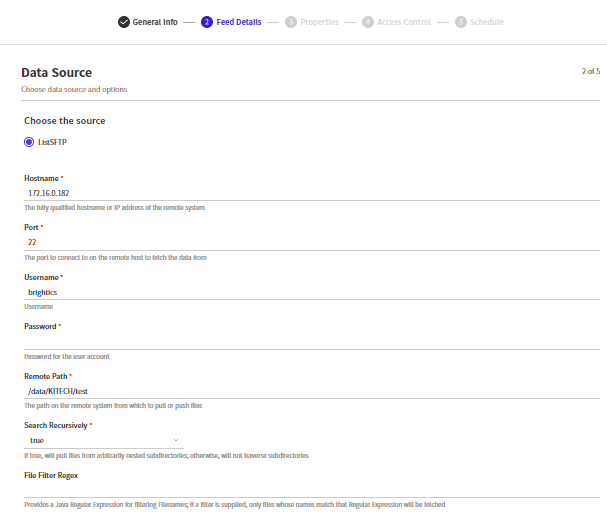 General Info
2 Feed Details
3 Properties
4 Access Control
5 Schedule
Data Source
2 of 5
Choose data source and options
Choose the source
ListSFTP
Hostname *
172.16.0.182
The fully qualified hostname or IP address of the remote system
Port *
22
The port to connect to on the remote host to fetch the data from
Username *
brightics
Username
Password *
Password for the user account
Remote Path *
/data/KITECH/test
The path on the remote system from which to pull or push files
Search Recursively *
true
If true, will pull files from arbitrarily nested subdirectories; otherwise, will not traverse subdirectories
File Filter Regex
Provides a Java Regular Expression for filtering Filenames; if a filter is supplied, only files whose names match that Regular Expression will be fetched